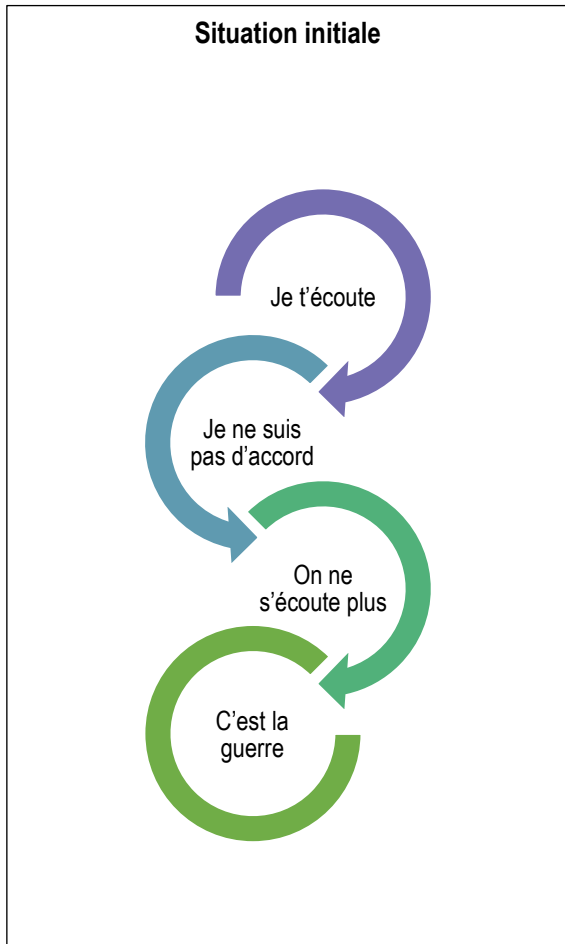 Situation initiale
Je t’écoute
Je ne suis
pas d’accord
On ne
s’écoute plus
C’est la
guerre